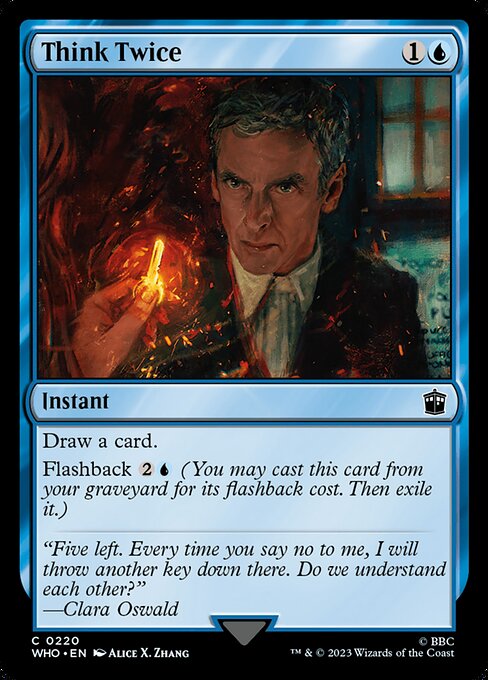 Think Twice 1
Instant
Draw a card.
Flashback 2 (You may cast this card from
your graveyard for its flashback cost. Then exile
it.)
“Five left. Every time you say no to me, I will
throw another key down there. Do we understand
each other?”
—Clara Oswald
C 0220
WHO • EN Alice X. Zhang
© BBC
™ & © 2023 Wizards of the Coast